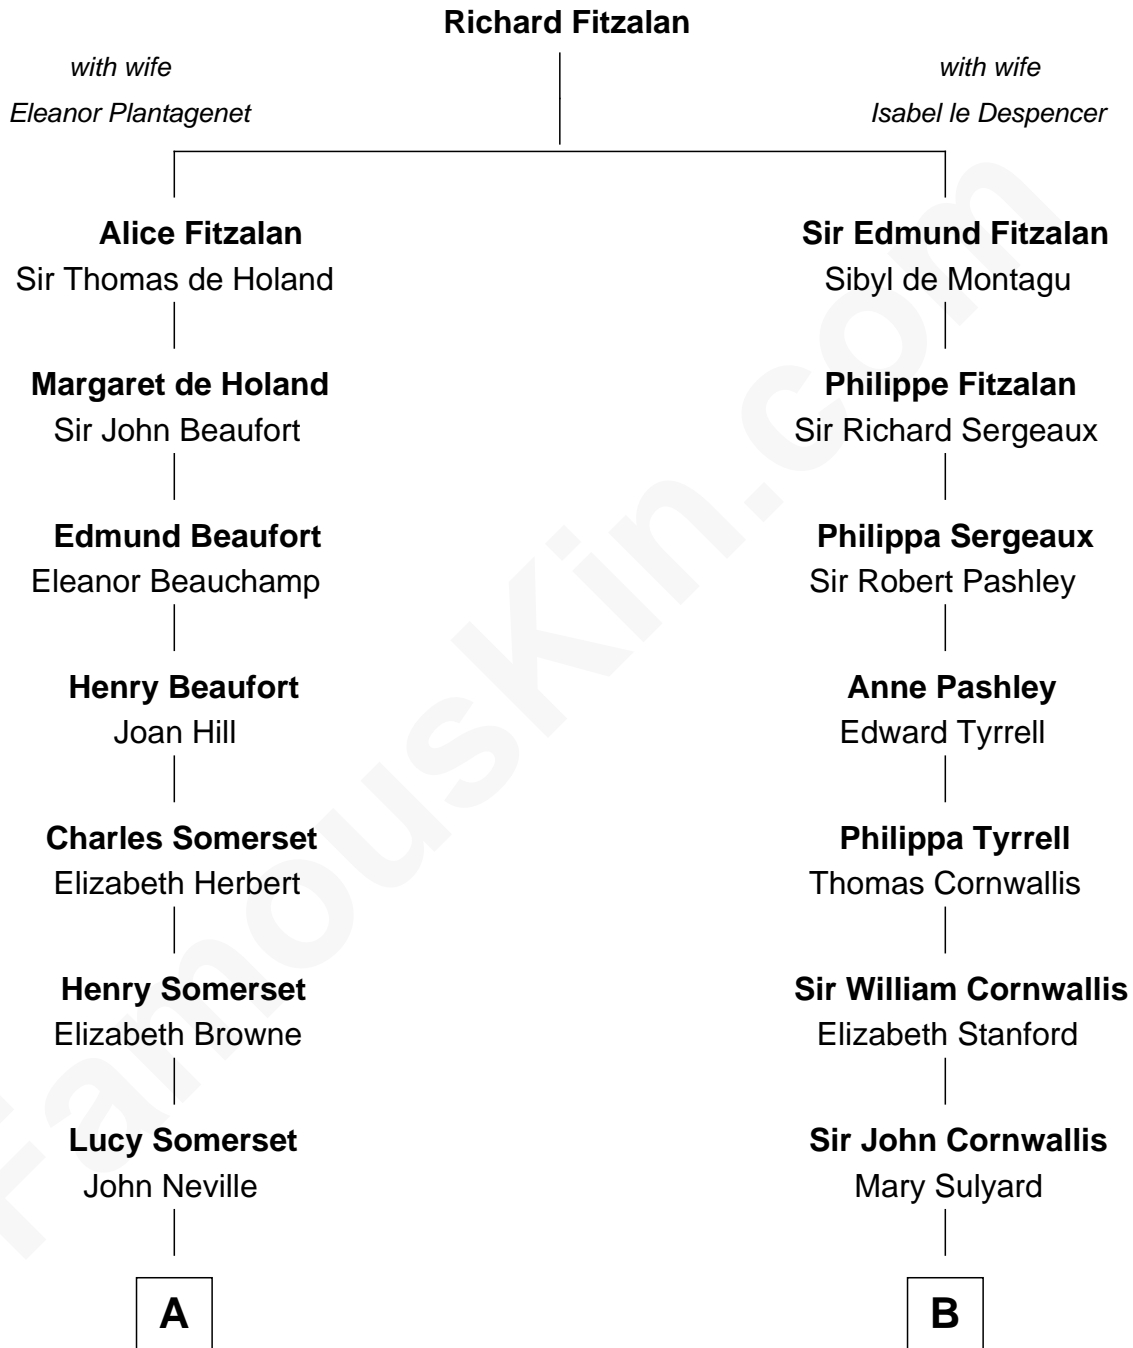 Richard Fitzalan
with wife
Eleanor Plantagenet
with wife
Isabel le Despencer
Alice Fitzalan
Sir Thomas de Holand
Sir Edmund Fitzalan
Sibyl de Montagu
Margaret de Holand
Sir John Beaufort
Philippe Fitzalan
Sir Richard Sergeaux
Edmund Beaufort
Eleanor Beauchamp
Philippa Sergeaux
Sir Robert Pashley
Henry Beaufort
Joan Hill
Anne Pashley
Edward Tyrrell
Charles Somerset
Elizabeth Herbert
Philippa Tyrrell
Thomas Cornwallis
Henry Somerset
Elizabeth Browne
Sir William Cornwallis
Elizabeth Stanford
Lucy Somerset
John Neville
Sir John Cornwallis
Mary Sulyard
A
B
FamousKin.com